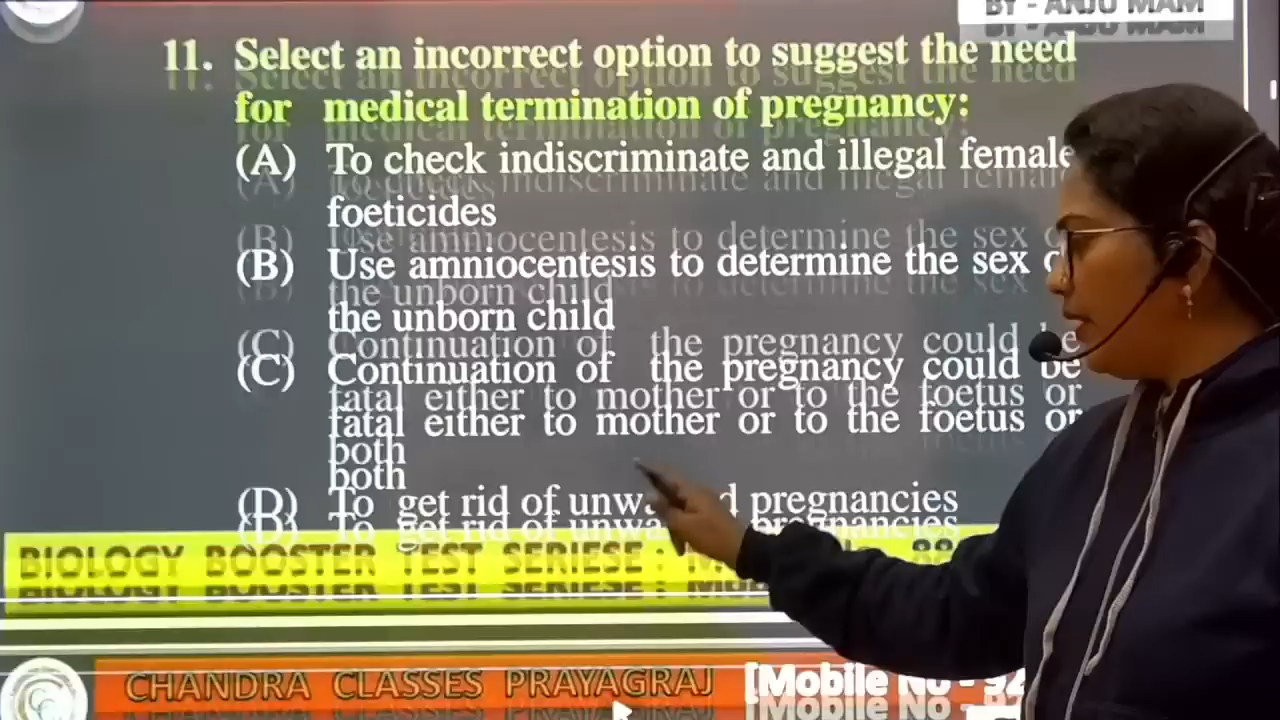 BY - ANJU MAM
11. Select an incorrect option to suggest the need
for medical termination of pregnancy:
(A) To check indiscriminate and illegal female
foeticides
(B) Use amniocentesis to determine the sex
the unborn child
(C) Continuation of the pregnancy could be
fatal either to mother or to the foetus or
both
(D) To get rid of pregnancies
BIOLOGY BOOSTER TEST SERIESE :
CHANDRA CLASSES PRAYAGRAJ [Mobile No - 92